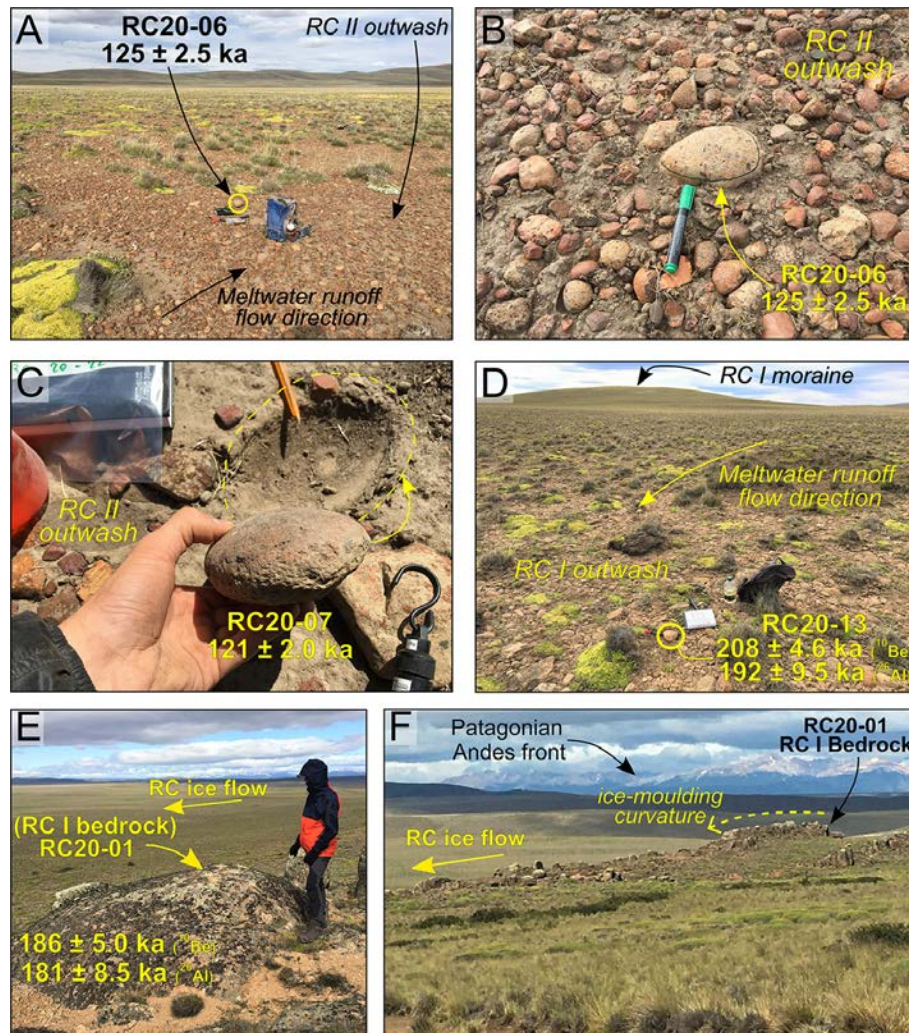 A
RC20-06
125 ± 2.5 ka
RC II outwash
Meltwater runoff
flow direction
B
RC II
outwash
RC20-06
125 ± 2.5 ka
C
RC II
outwash
RC20-07
121 ± 2.0 ka
D
RC I moraine
Meltwater runoff
flow direction
RC I outwash
RC20-13
208 ± 4.6 ka (¹⁰Be)
192 ± 9.5 ka (²⁶Al)
E
RC ice flow
(RC I bedrock)
RC20-01
186 ± 5.0 ka (¹⁰Be)
181 ± 8.5 ka (²⁶Al)
F
Patagonian
Andes front
RC20-01
RC I Bedrock
ice-moulding
curvature
RC ice flow